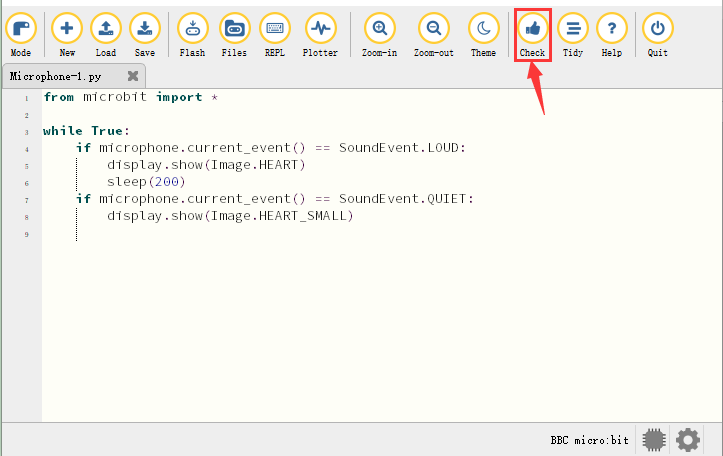 Mode New Load Save Flash Files REPL Plotter Zoom-in Zoom-out Theme Check Tidy Help Quit
Microphone-1.py
1 from microbit import *
2
3 while True:
4 if microphone.current_event() == SoundEvent.LOUD:
5 display.show(Image.HEART)
6 sleep(200)
7 if microphone.current_event() == SoundEvent.QUIET:
8 display.show(Image.HEART_SMALL)
9
BBC micro:bit